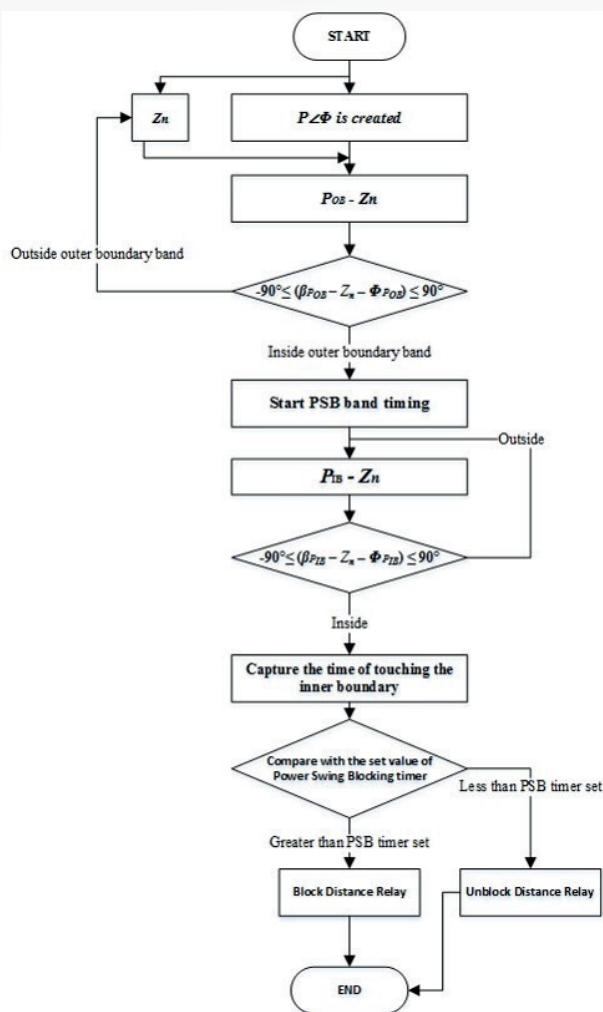 START
Zn
P∠Φ is created
POB - Zn
Outside outer boundary band
-90°≤ (βPOB – Zn – ΦPOB) ≤ 90°
Inside outer boundary band
Start PSB band timing
Outside
PIB - Zn
-90°≤ (βPIB – Zn – ΦPIB) ≤ 90°
Inside
Capture the time of touching the
inner boundary
Compare with the set value of
Power Swing Blocking timer
Less than PSB timer set
Greater than PSB timer set
Block Distance Relay
Unblock Distance Relay
END